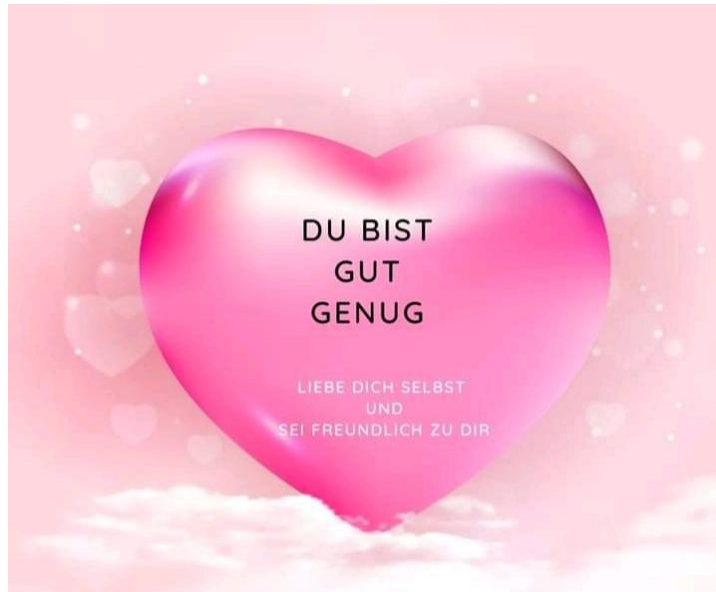 DU BIST
GUT
GENUG
LIEBE DICH SELBST
UND
SEI FREUNDLICH ZU DIR